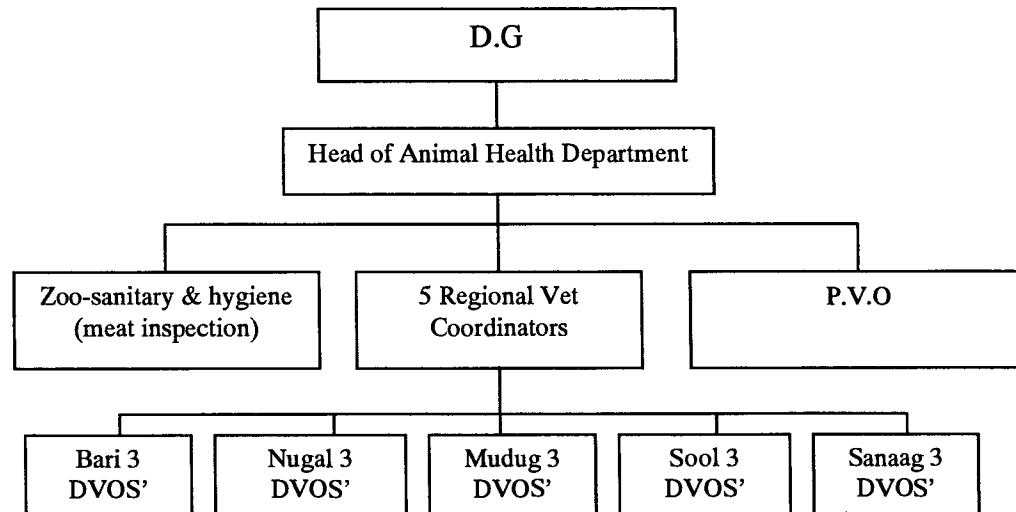 D.G
Head of Animal Health Department
Zoo-sanitary & hygiene
(meat inspection)
5 Regional Vet
Coordinators
P.V.O
Bari 3
DVOS’
Nugal 3
DVOS’
Mudug 3
DVOS’
Sool 3
DVOS’
Sanaag 3
DVOS’